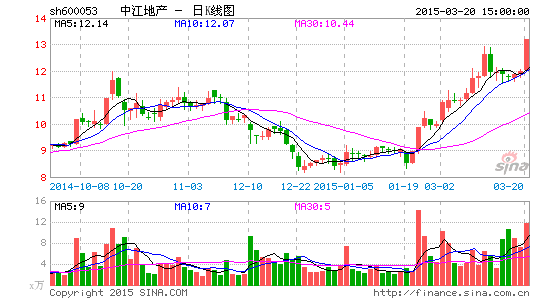 sh600053 中江地产 - 日K线图 2015-03-20 15:00:00
MA5:12.14 MA10:12.07 MA30:10.44
14
13
12
11
10
9
8
sina
2014-10-08 10-20 11-03 12-10 12-22 2015-01-05 01-19 03-02 03-20
MA5:9 MA10:7 MA30:5
16
12
8
4
x万
Copyright 2015 SINA.COM http://finance.sina.com.cn